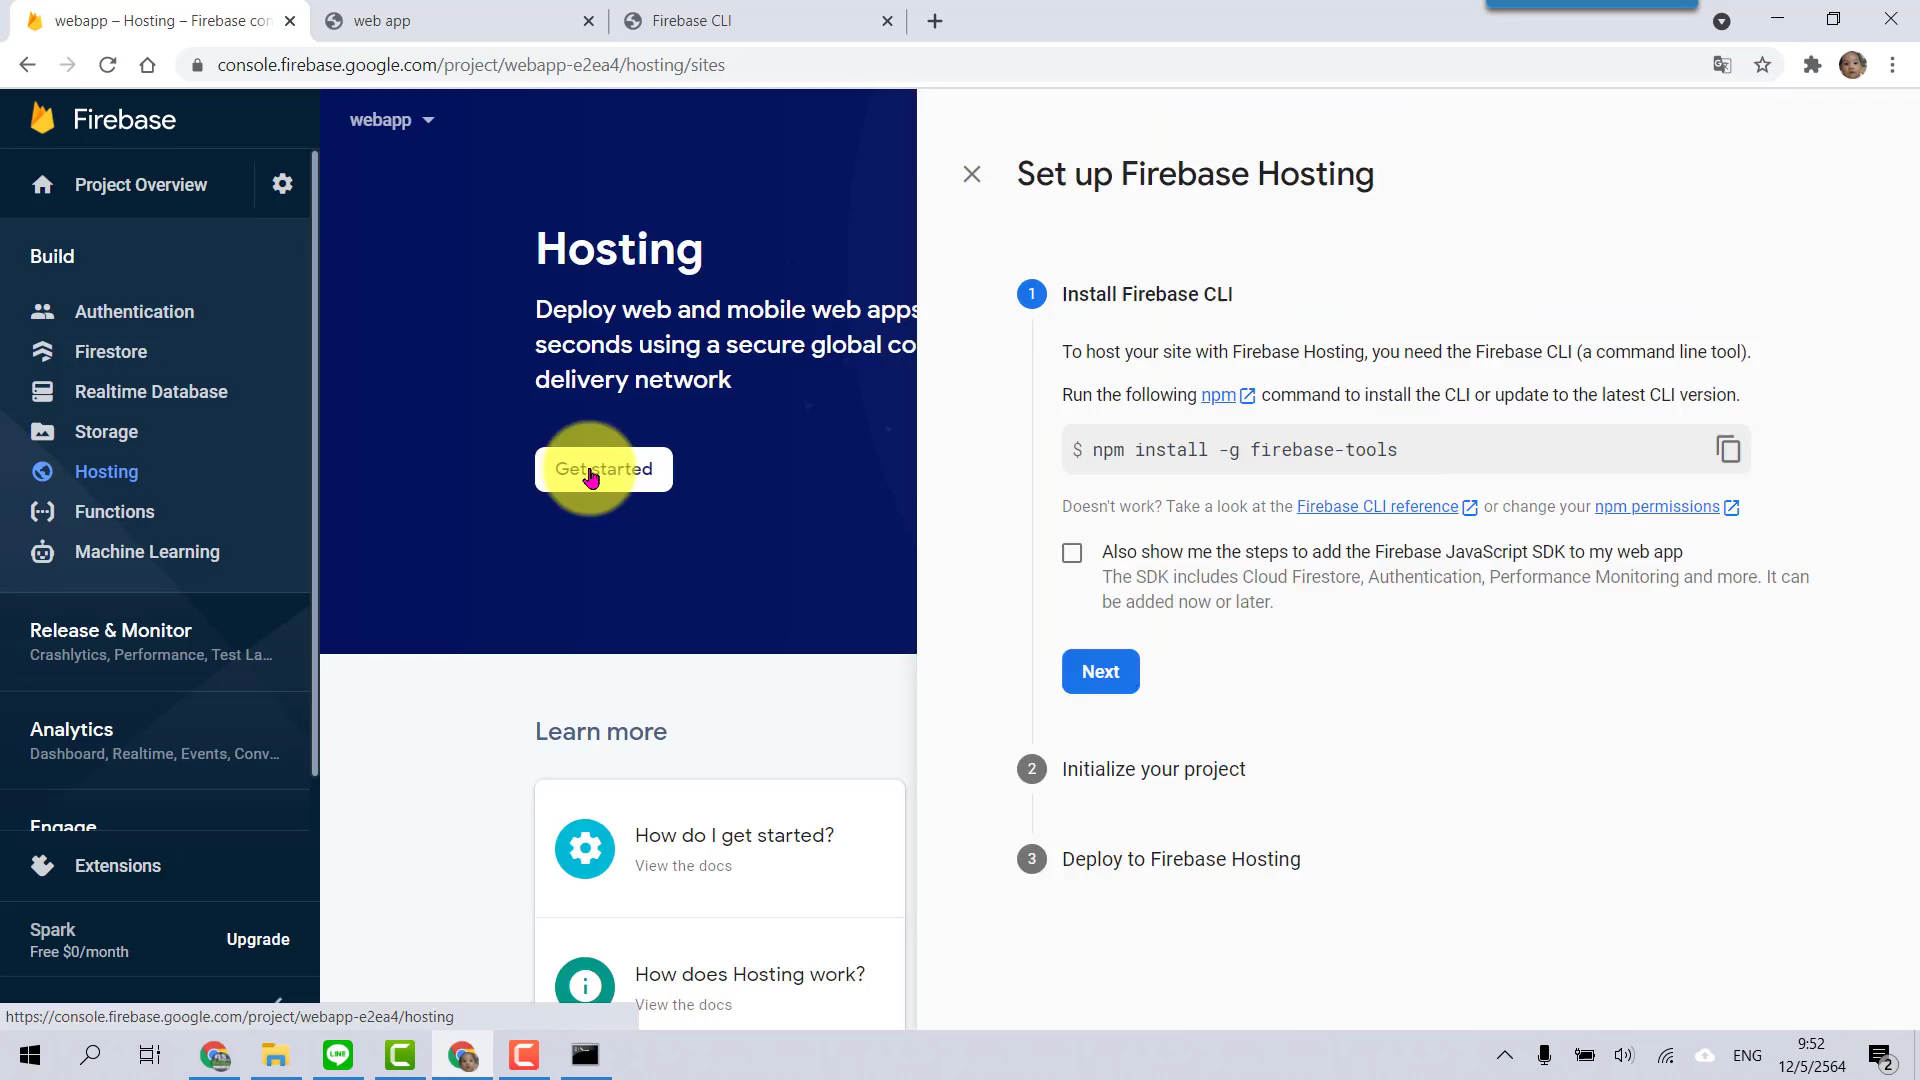 webapp – Hosting – Firebase con
web app
Firebase CLI
console.firebase.google.com/project/webapp-e2ea4/hosting/sites
Firebase
Project Overview
Build
Authentication
Firestore
Realtime Database
Storage
Hosting
Functions
Machine Learning
Release & Monitor
Crashlytics, Performance, Test La...
Analytics
Dashboard, Realtime, Events, Conv...
Engage
Extensions
Spark
Free $0/month
Upgrade
https://console.firebase.google.com/project/webapp-e2ea4/hosting
webapp
Hosting
Deploy web and mobile web apps
seconds using a secure global co
delivery network
Get started
Learn more
How do I get started?
View the docs
How does Hosting work?
View the docs
Set up Firebase Hosting
1 Install Firebase CLI
To host your site with Firebase Hosting, you need the Firebase CLI (a command line tool).
Run the following npm command to install the CLI or update to the latest CLI version.
$ npm install -g firebase-tools
Doesn't work? Take a look at the Firebase CLI reference or change your npm permissions
Also show me the steps to add the Firebase JavaScript SDK to my web app
The SDK includes Cloud Firestore, Authentication, Performance Monitoring and more. It can
be added now or later.
Next
2 Initialize your project
3 Deploy to Firebase Hosting
LINE
ENG
9:52
12/5/2564
2